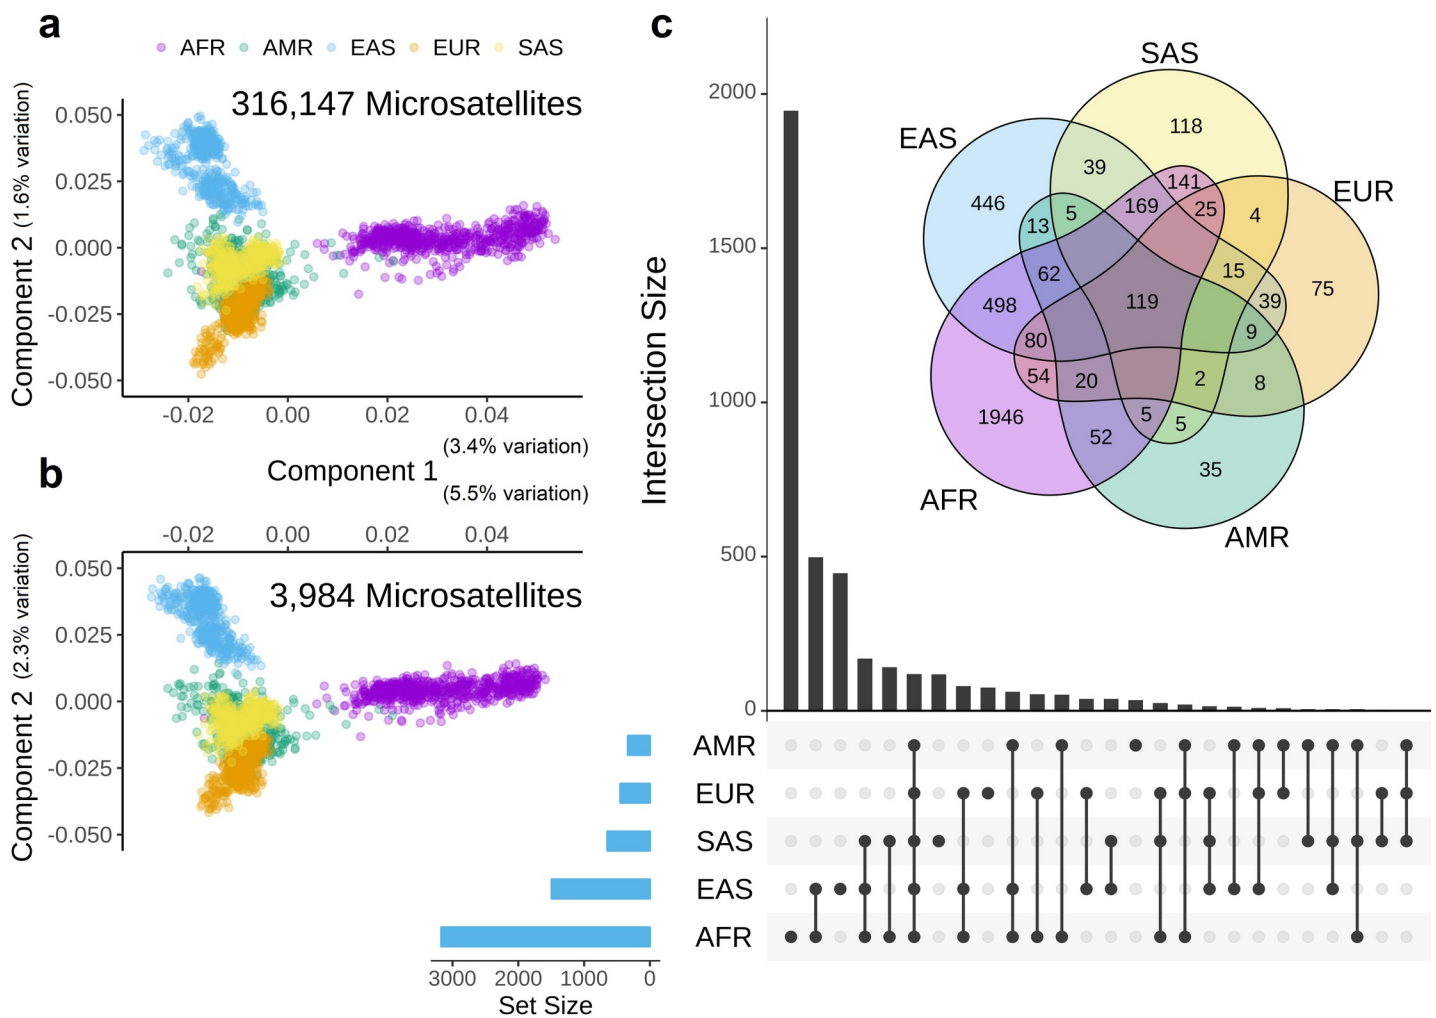 a
AFR AMR EAS EUR SAS
316,147 Microsatellites
Component 2 (1.6% variation)
0.050
0.025
0.000
-0.025
-0.050
-0.02 0.00 0.02 0.04
(3.4% variation)
Component 1
(5.5% variation)
b
-0.02 0.00 0.02 0.04
3,984 Microsatellites
Component 2 (2.3% variation)
0.050
0.025
0.000
-0.025
-0.050
3000 2000 1000 0
Set Size
c
Intersection Size
2000
1500
1000
500
0
SAS
EAS
EUR
AFR
AMR
118
39
141
446
169
25
4
13
5
15
75
62
498
119
39
9
80
54
20
2
8
1946
5
5
52
35
AMR
EUR
SAS
EAS
AFR